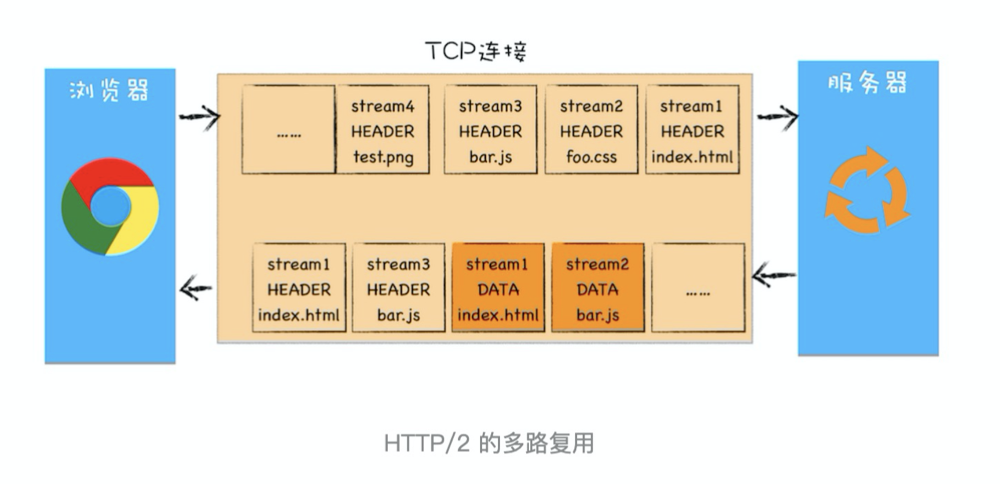 TCP连接
浏览器
服务器
……
stream4
HEADER
test.png
stream3
HEADER
bar.js
stream2
HEADER
foo.css
stream1
HEADER
index.html
stream1
HEADER
index.html
stream3
HEADER
bar.js
stream1
DATA
index.html
stream2
DATA
bar.js
……
HTTP/2 的多路复用